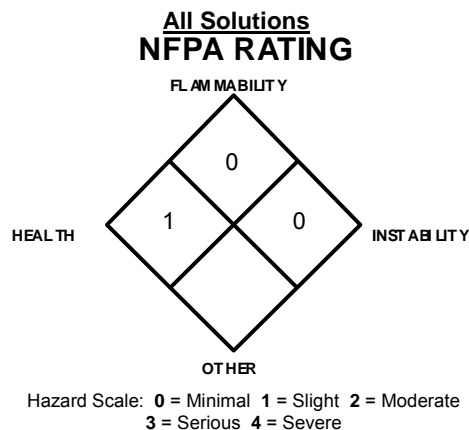 All Solutions
NFPA RATING
FLAMMABILITY
0
HEALTH 1 0 INSTABILITY
OTHER
Hazard Scale: 0 = Minimal 1 = Slight 2 = Moderate
3 = Serious 4 = Severe